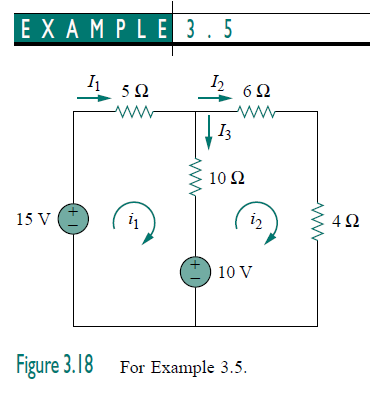 EXAMPLE 3.5
I₁ 5 Ω I₂ 6 Ω
I₃
10 Ω
15 V + − i₁ i₂ 4 Ω
+ − 10 V
Figure 3.18 For Example 3.5.